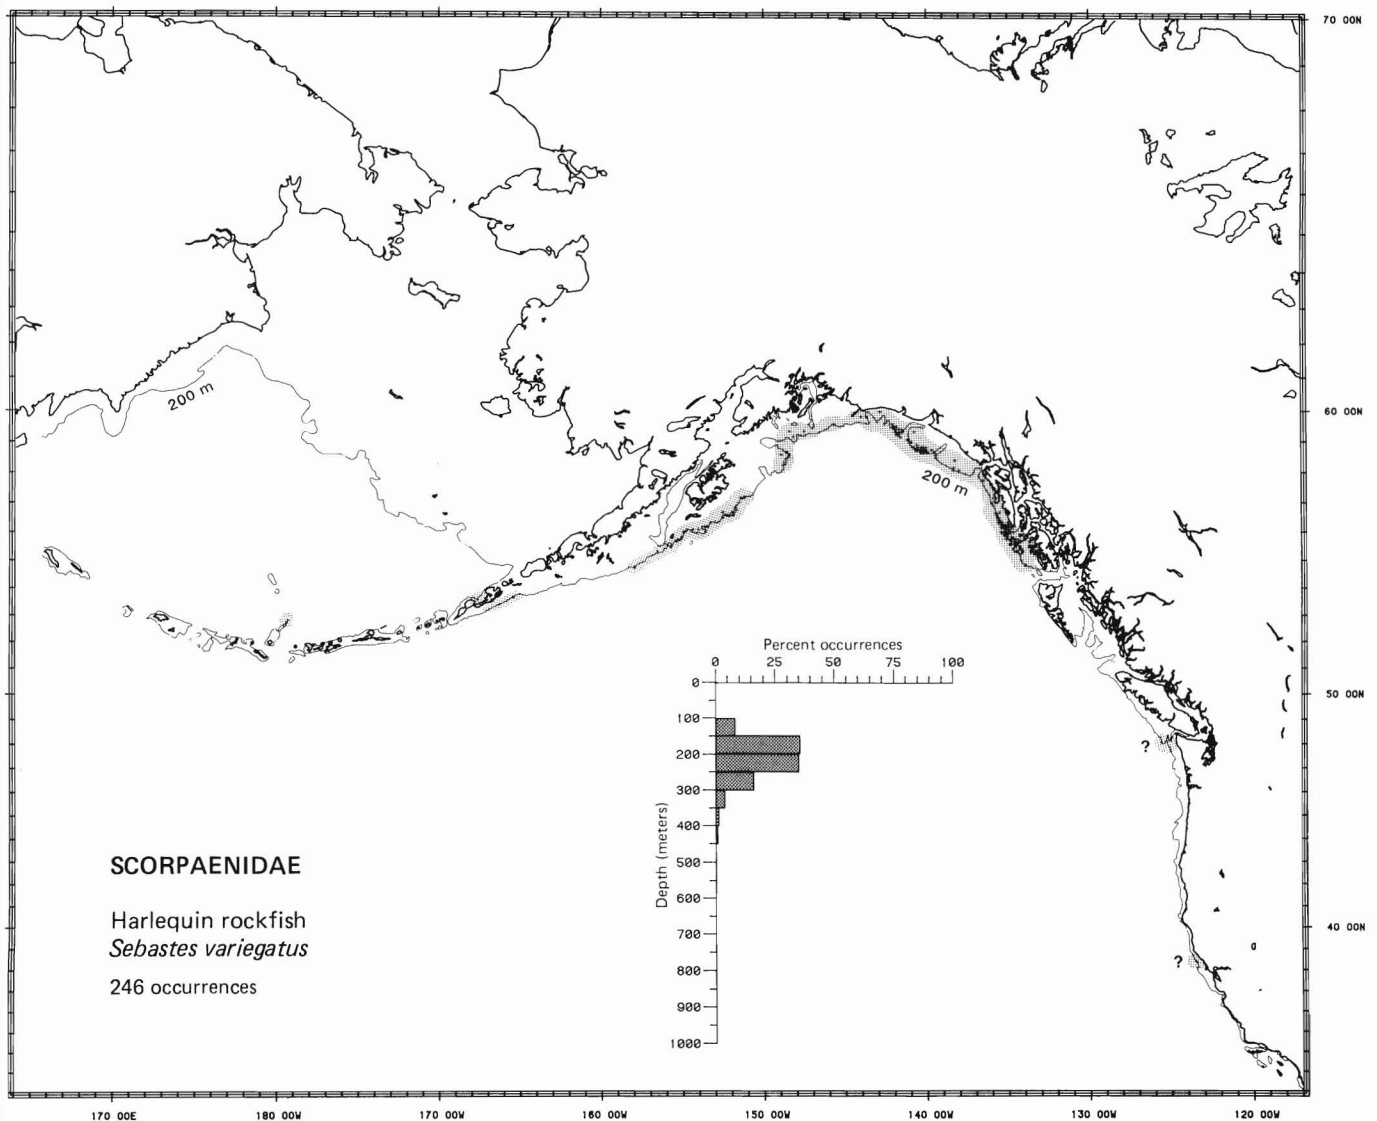 70 00N
200 m
60 00N
200 m
Percent occurrences
0 25 50 75 100
0
50 00N
100
?
200
300
400
Depth (meters)
500
SCORPAENIDAE
600
Harlequin rockfish
700
40 00N
Sebastes variegatus
?
800
246 occurrences
900
1000
170 00E 180 00W 170 00W 160 00W 150 00W 140 00W 130 00W 120 00W